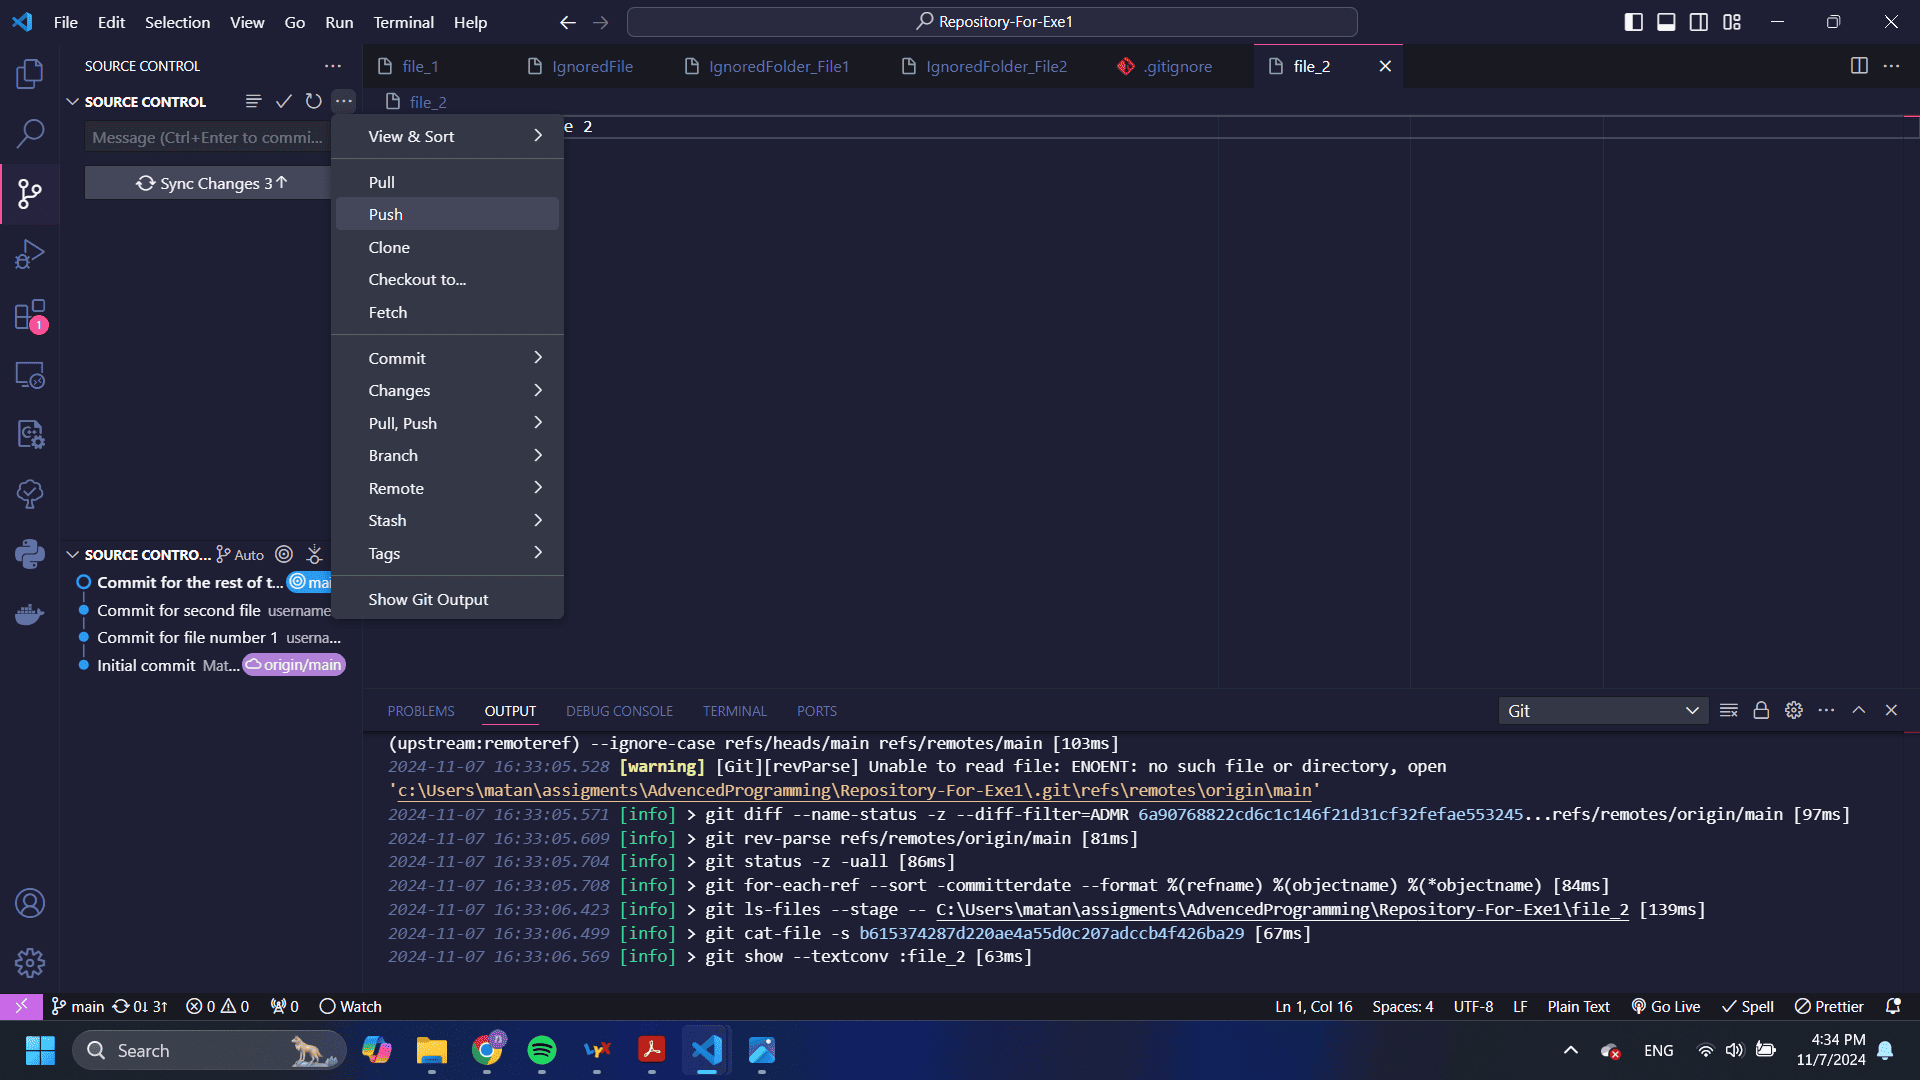 File Edit Selection View Go Run Terminal Help
Repository-For-Exe1
SOURCE CONTROL
file_1
IgnoredFile
IgnoredFolder_File1
IgnoredFolder_File2
.gitignore
file_2
SOURCE CONTROL
file_2
Message (Ctrl+Enter to commi...
e 2
Sync Changes 3↑
View & Sort
Pull
Push
Clone
Checkout to...
Fetch
Commit
Changes
Pull, Push
Branch
Remote
Stash
Tags
Show Git Output
1
SOURCE CONTRO... Auto
Commit for the rest of t... mai
Commit for second file username
Commit for file number 1 userna...
Initial commit Mat... origin/main
PROBLEMS OUTPUT DEBUG CONSOLE TERMINAL PORTS
Git
(upstream:remoteref) --ignore-case refs/heads/main refs/remotes/main [103ms]
2024-11-07 16:33:05.528 [warning] [Git][revParse] Unable to read file: ENOENT: no such file or directory, open
'c:\Users\matan\assigments\AdvencedProgramming\Repository-For-Exe1\.git\refs\remotes\origin\main'
2024-11-07 16:33:05.571 [info] > git diff --name-status -z --diff-filter=ADMR 6a90768822cd6c1c146f21d31cf32fefae553245...refs/remotes/origin/main [97ms]
2024-11-07 16:33:05.609 [info] > git rev-parse refs/remotes/origin/main [81ms]
2024-11-07 16:33:05.704 [info] > git status -z -uall [86ms]
2024-11-07 16:33:05.708 [info] > git for-each-ref --sort -committerdate --format %(refname) %(objectname) %(*objectname) [84ms]
2024-11-07 16:33:06.423 [info] > git ls-files --stage -- C:\Users\matan\assigments\AdvencedProgramming\Repository-For-Exe1\file_2 [139ms]
2024-11-07 16:33:06.499 [info] > git cat-file -s b615374287d220ae4a55d0c207adccb4f426ba29 [67ms]
2024-11-07 16:33:06.569 [info] > git show --textconv :file_2 [63ms]
main 0↓ 3↑ 0 0 0 Watch
Ln 1, Col 16 Spaces: 4 UTF-8 LF Plain Text Go Live Spell Prettier
Search
ENG
4:34 PM
11/7/2024